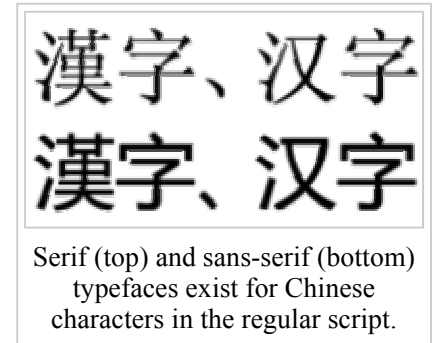 漢字、汉字
漢字、汉字
Serif (top) and sans-serif (bottom)
typefaces exist for Chinese
characters in the regular script.